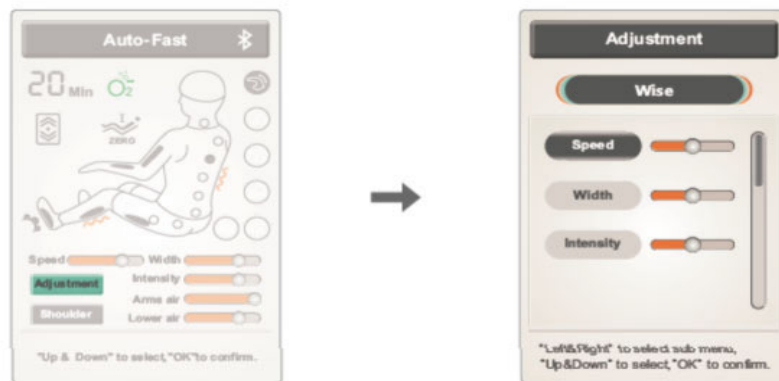 Auto-Fast
20 Min O₂
I
ZERO
Speed Width
Adjustment Intensity
Arms air
Shoulder Lower air
"Up & Down" to select,"OK"to confirm.
Adjustment
Wise
Speed
Width
Intensity
"Left&Right" to select sub menu,
"Up&Down" to select,"OK" to confirm.